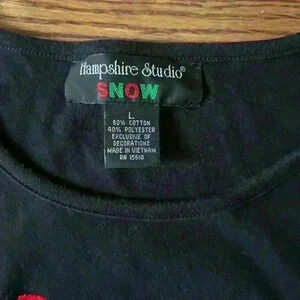 Hampshire Studio®
SNOW
L
60% COTTON
40% POLYESTER
EXCLUSIVE OF
DECORATIONS
MADE IN VIETNAM
RN 15610